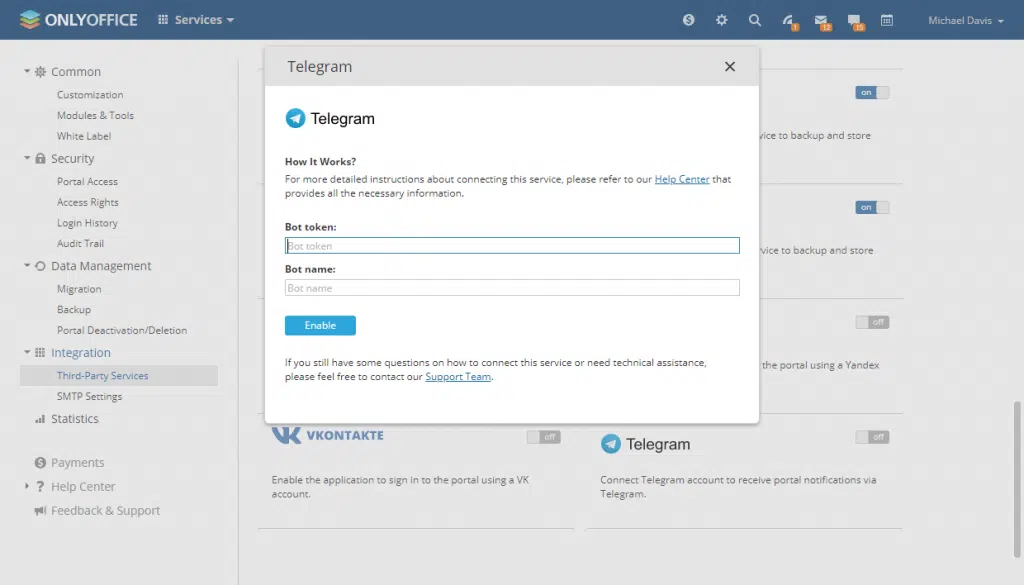 ONLYOFFICE
Services
1
12
15
Michael Davis
Common
Customization
Modules & Tools
White Label
Security
Portal Access
Access Rights
Login History
Audit Trail
Data Management
Migration
Backup
Portal Deactivation/Deletion
Integration
Third-Party Services
SMTP Settings
Statistics
Payments
Help Center
Feedback & Support
Telegram
Telegram
How It Works?
For more detailed instructions about connecting this service, please refer to our Help Center that
provides all the necessary information.
Bot token:
Bot token
Bot name:
Bot name
Enable
If you still have some questions on how to connect this service or need technical assistance,
please feel free to contact our Support Team.
on
vice to backup and store
on
vice to backup and store
off
the portal using a Yandex
VKONTAKTE
off
Enable the application to sign in to the portal using a VK
account.
Telegram
off
Connect Telegram account to receive portal notifications via
Telegram.